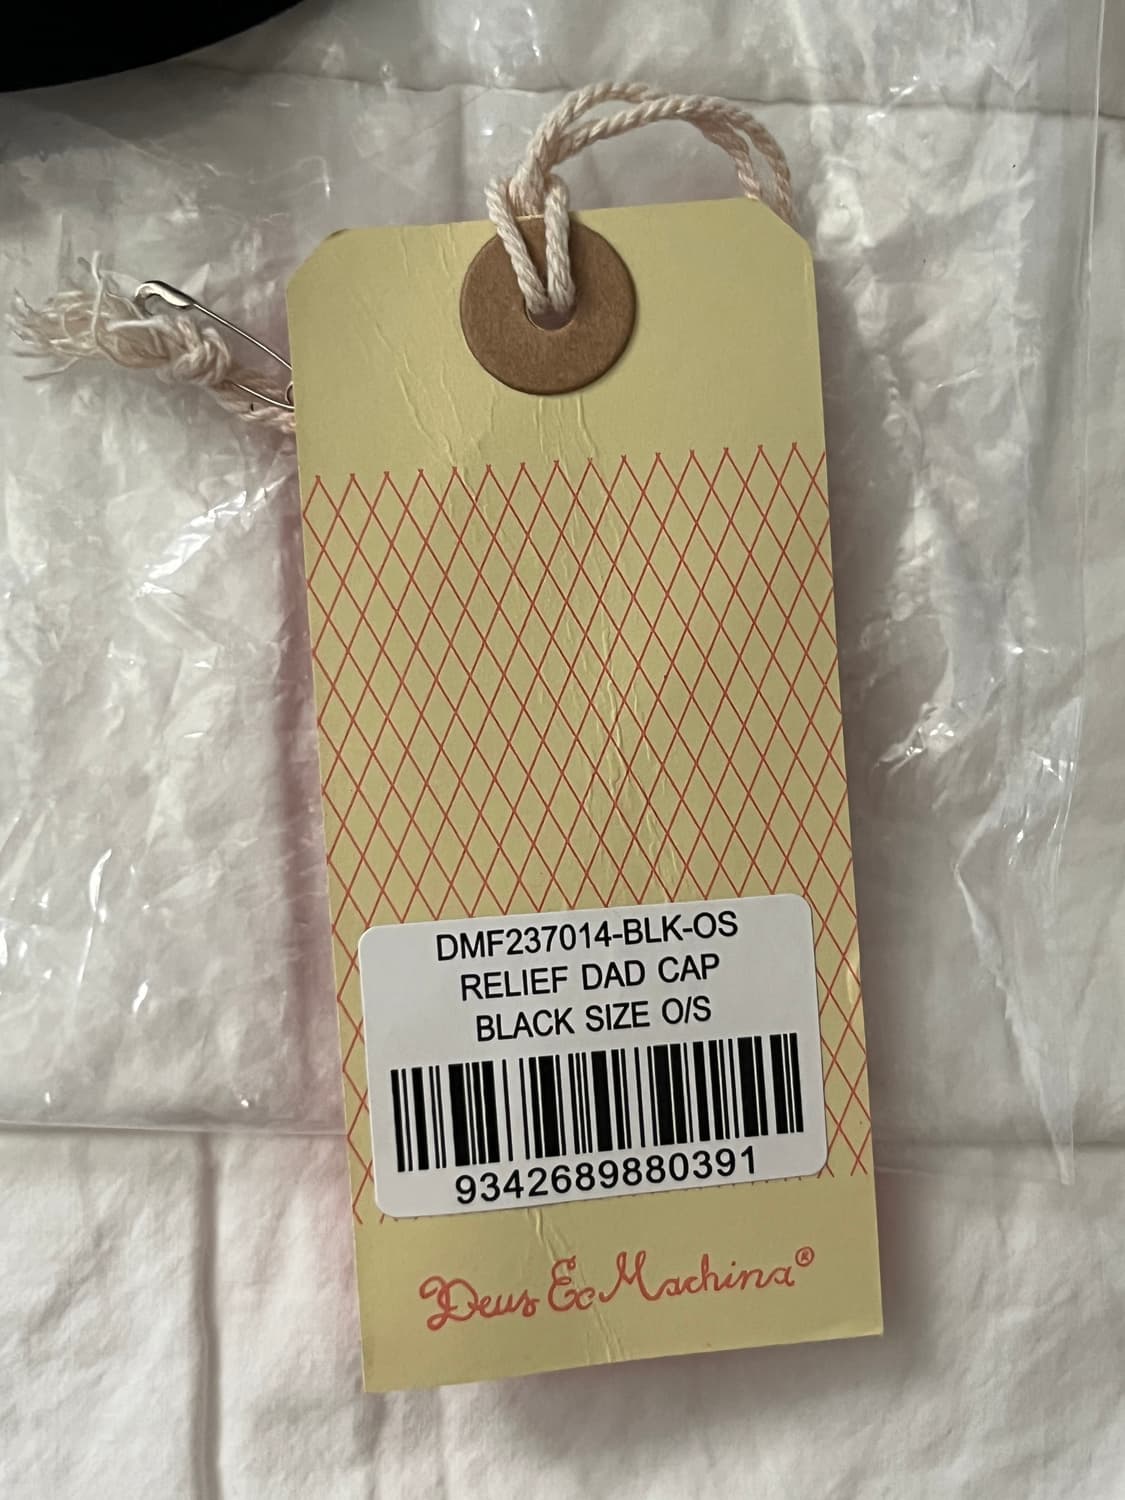 DMF237014-BLK-OS
RELIEF DAD CAP
BLACK SIZE O/S
9342689880391
Deus Ex Machina®